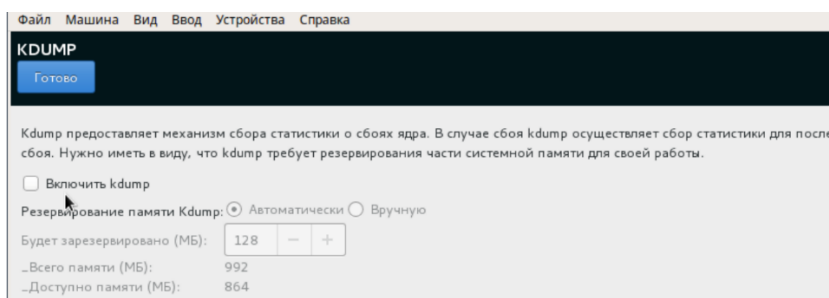 Файл Машина Вид Ввод Устройства Справка
KDUMP
Готово
Kdump предоставляет механизм сбора статистики о сбоях ядра. В случае сбоя kdump осуществляет сбор статистики для после
сбоя. Нужно иметь в виду, что kdump требует резервирования части системной памяти для своей работы.
Включить kdump
Резервирование памяти Kdump: Автоматически Вручную
Будет зарезервировано (МБ): 128 − +
_Всего памяти (МБ): 992
_Доступно памяти (МБ): 864